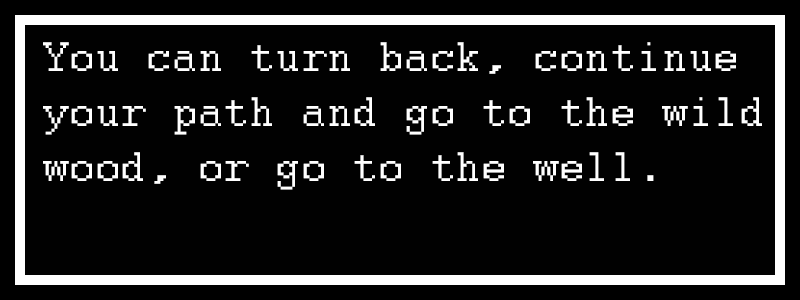 You can turn back, continue
your path and go to the wild
wood, or go to the well.